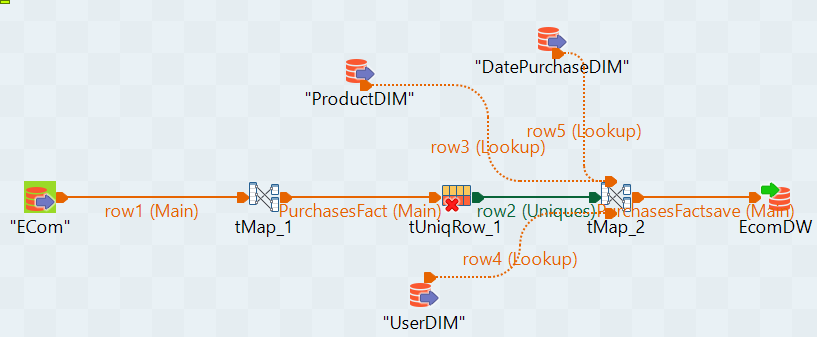 "DatePurchaseDIM"
"ProductDIM"
row5 (Lookup)
row3 (Lookup)
row1 (Main)
PurchasesFact (Main)
row2 (Uniques)
PurchasesFactsave (Main)
"ECom"
tMap_1
tUniqRow_1
tMap_2
EcomDW
row4 (Lookup)
"UserDIM"